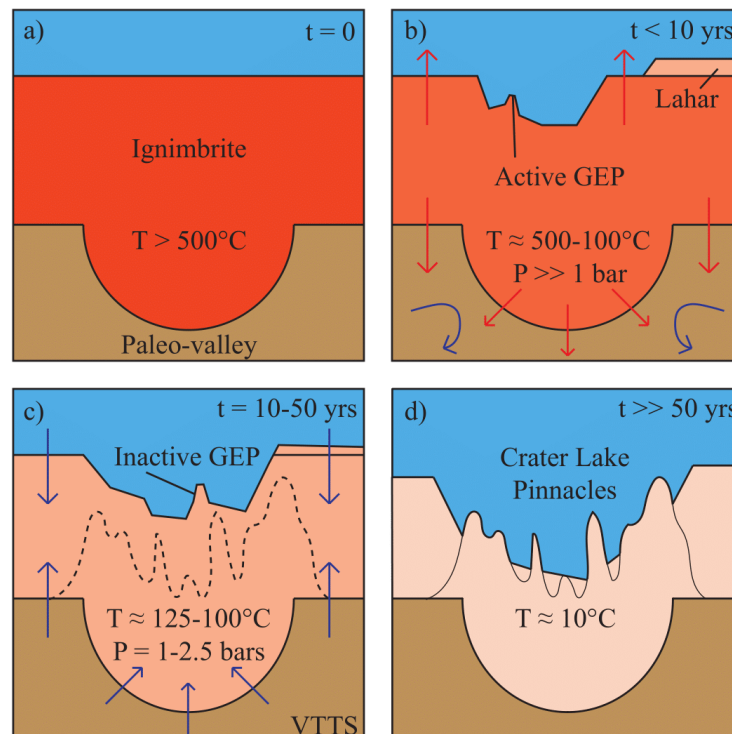 a)
t = 0
Ignimbrite
T > 500°C
Paleo-valley
b)
t < 10 yrs
Lahar
Active GEP
T ≈ 500-100°C
P >> 1 bar
c)
t = 10-50 yrs
Inactive GEP
T ≈ 125-100°C
P = 1-2.5 bars
VTTS
d)
t >> 50 yrs
Crater Lake
Pinnacles
T ≈ 10°C